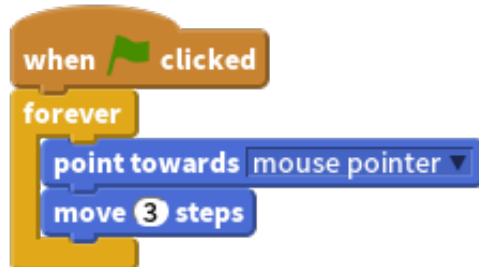 when clicked
forever
point towards mouse pointer
move 3 steps